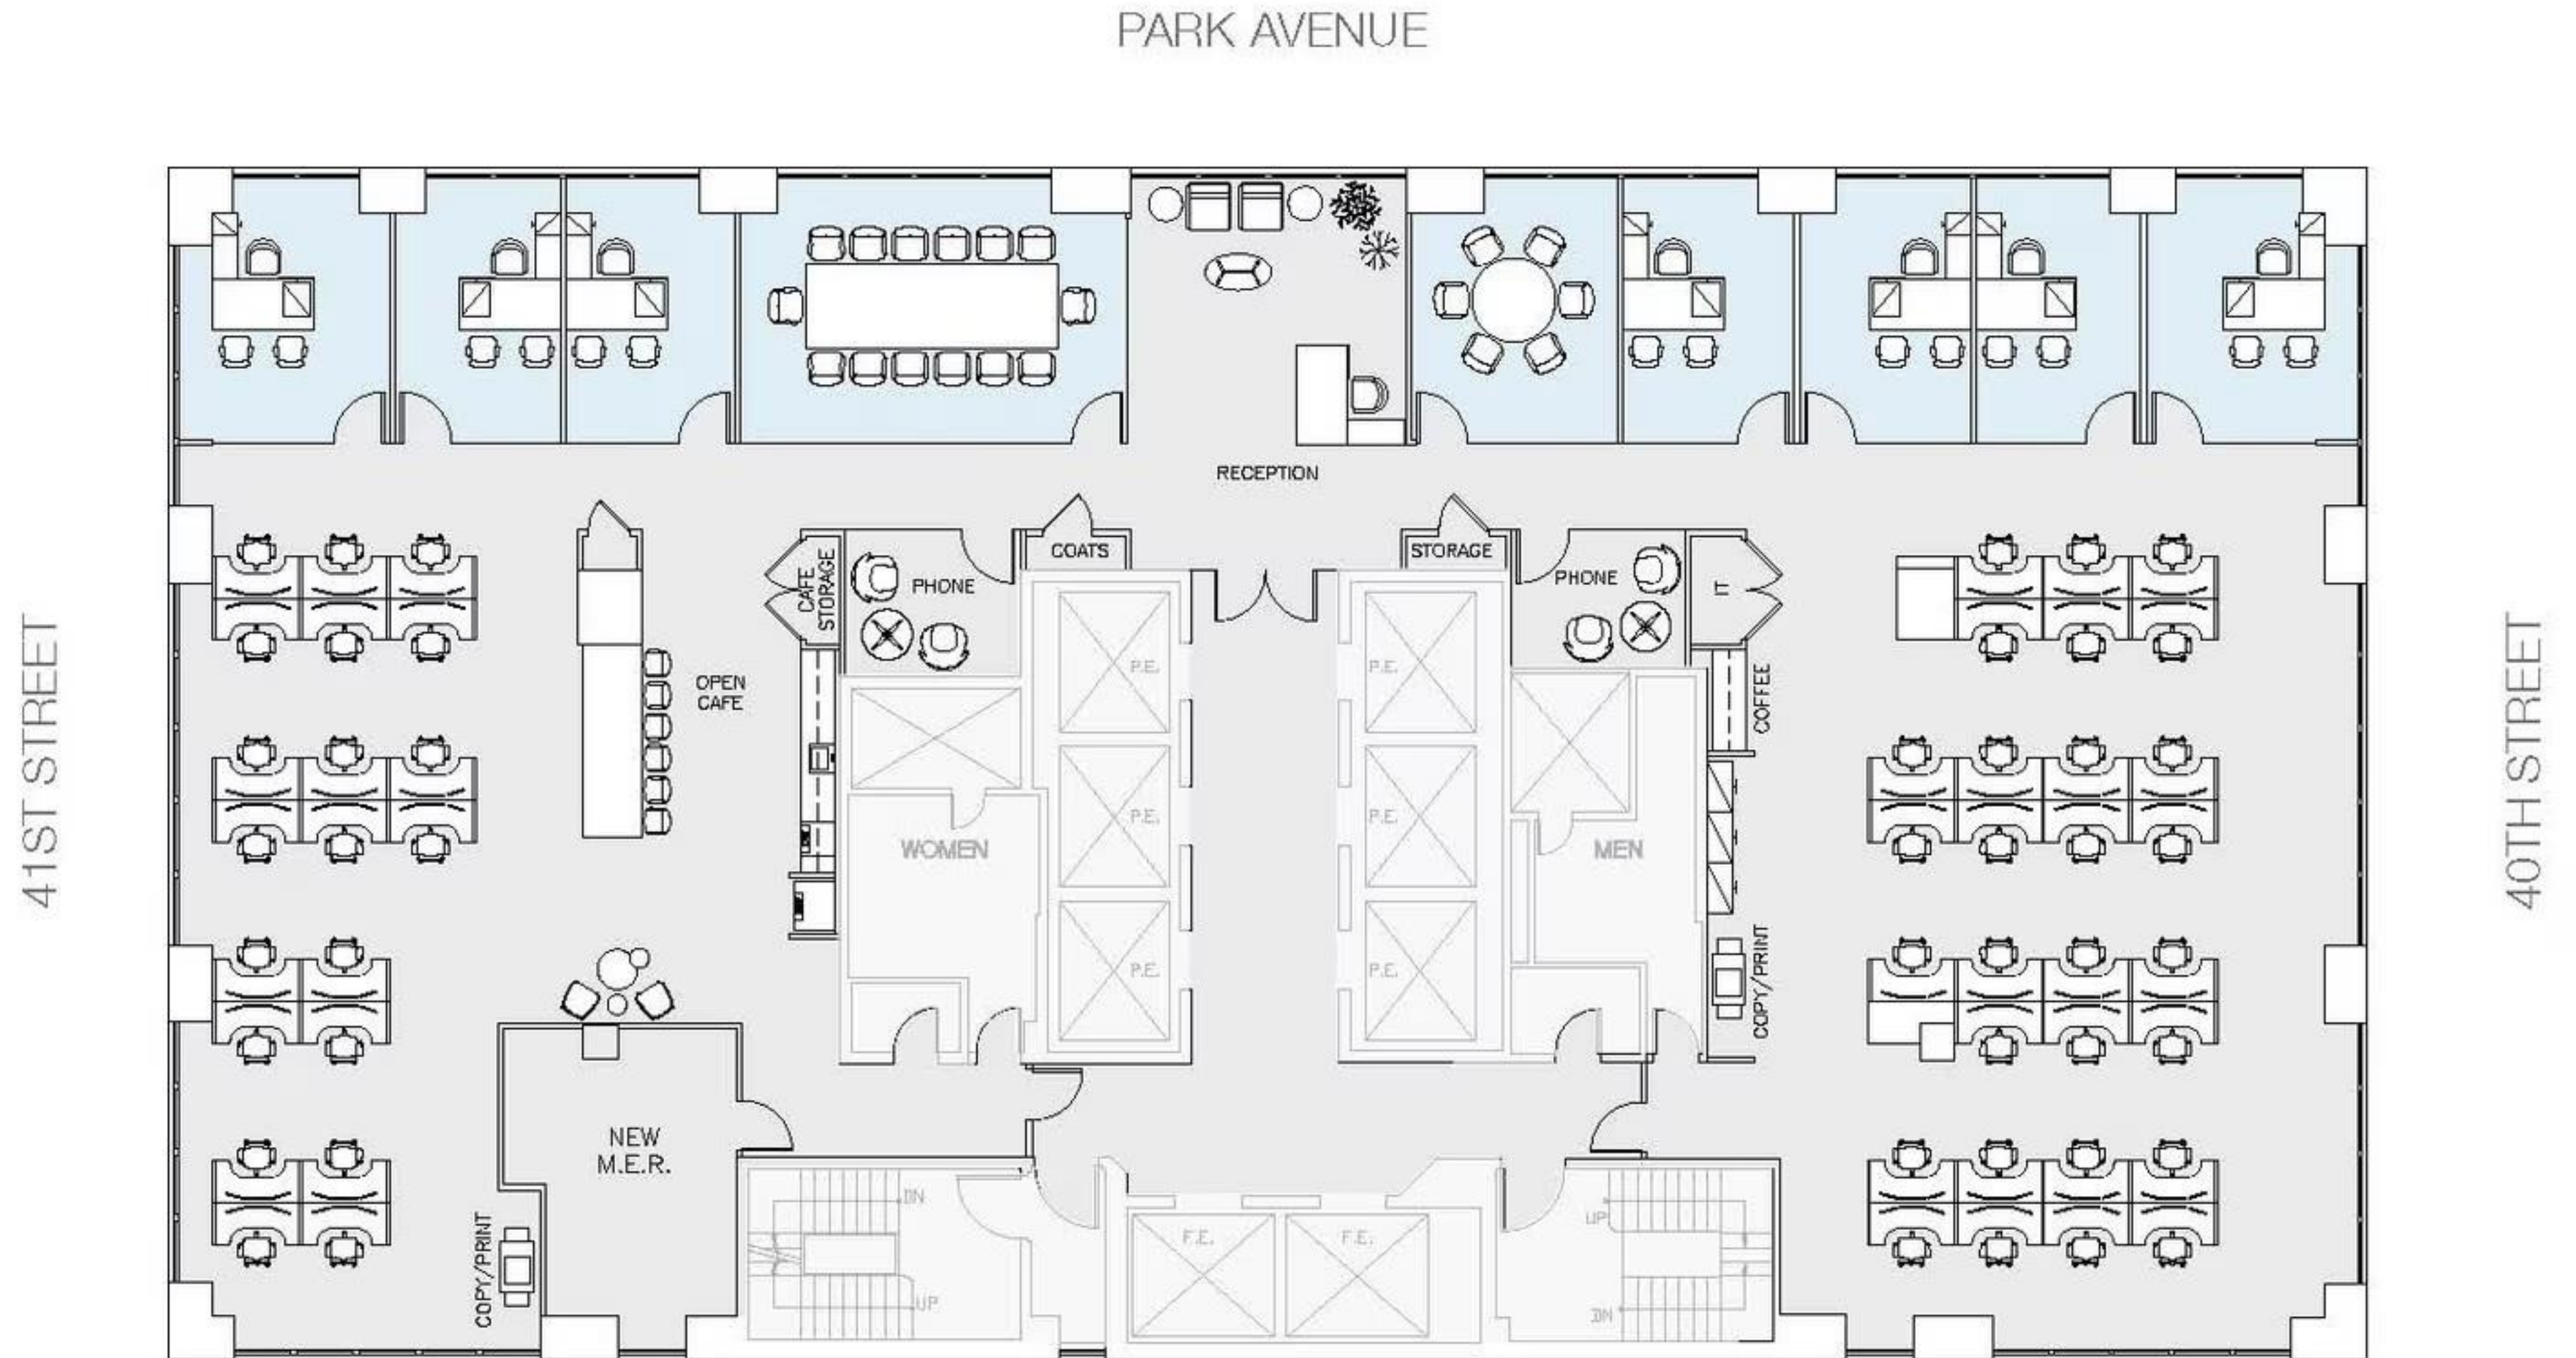 PARK AVENUE
41ST STREET
40TH STREET
RECEPTION
COATS
STORAGE
CAFE
STORAGE
PHONE
PHONE
IT
OPEN
CAFE
COFFEE
P.E.
P.E.
P.E.
P.E.
WOMEN
MEN
P.E.
P.E.
COPY/PRINT
NEW
M.E.R.
COPY/PRINT
DN
UP
F.E.
F.E.
UP
DN